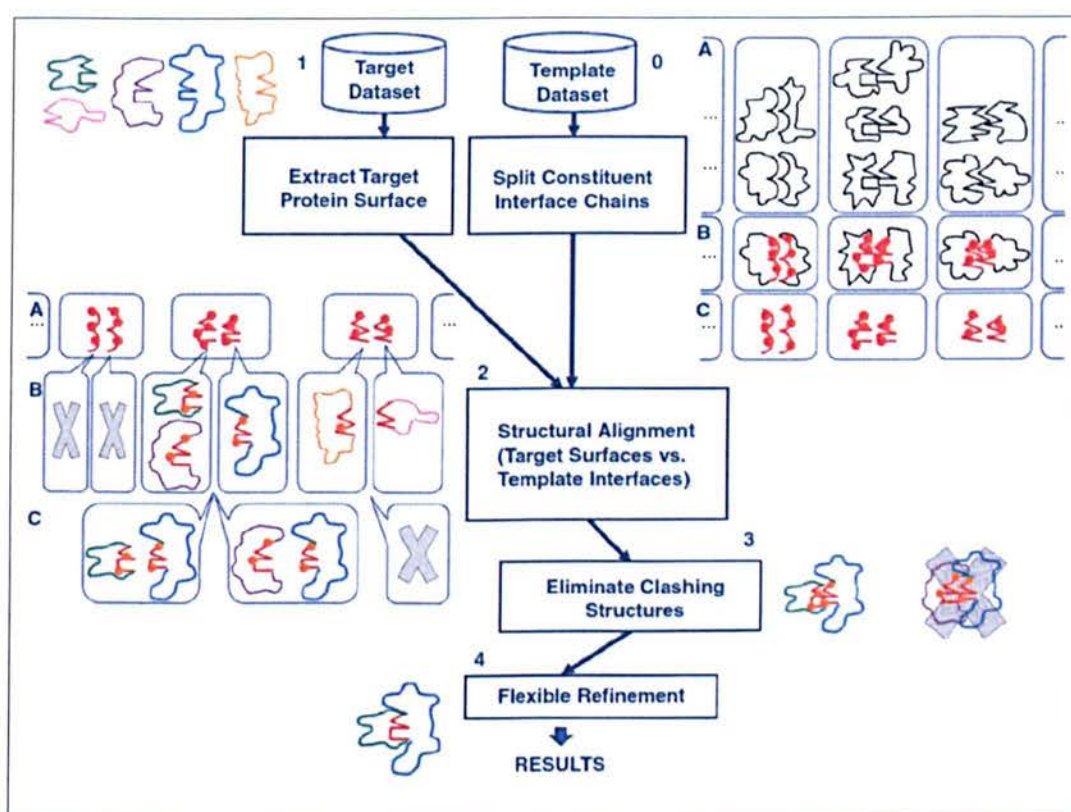 1
Target
Dataset
Template
Dataset
0
Extract Target
Protein Surface
Split Constituent
Interface Chains
A
...
...
..
..
B
...
..
C
...
..
A
...
...
B
C
2
Structural Alignment
(Target Surfaces vs.
Template Interfaces)
3
Eliminate Clashing
Structures
4
Flexible Refinement
RESULTS